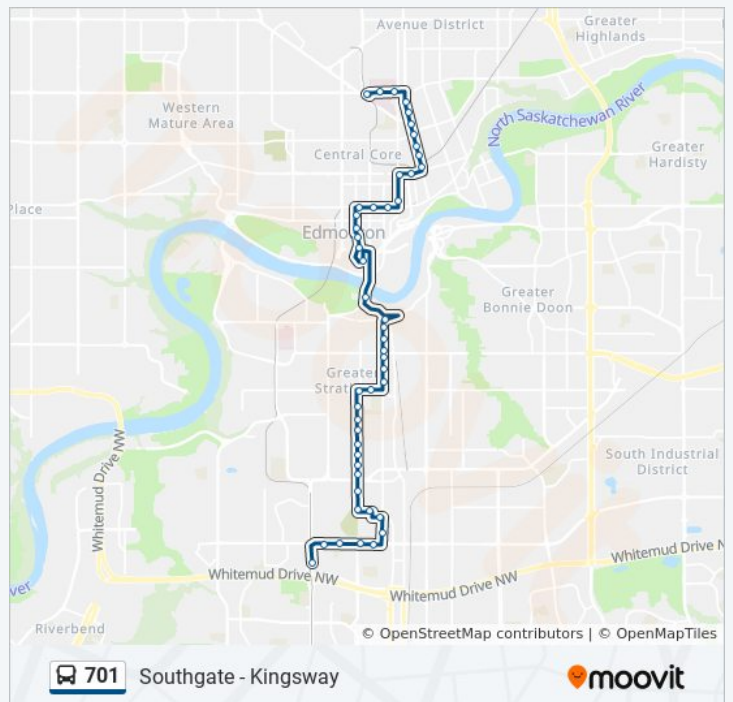 Avenue District
Greater
Highlands
Western
Mature Area
North Saskatchewan River
Central Core
Greater
Hardisty
Place
Edmonton
Greater
Bonnie Doon
Greater
Strath
South Industrial
District
Whitemud Drive NW
Whitemud Drive N
Whitemud Drive NW
Whitemud Drive NW
ver
Riverbend
© OpenStreetMap contributors | © OpenMapTiles
701 Southgate - Kingsway
moovit